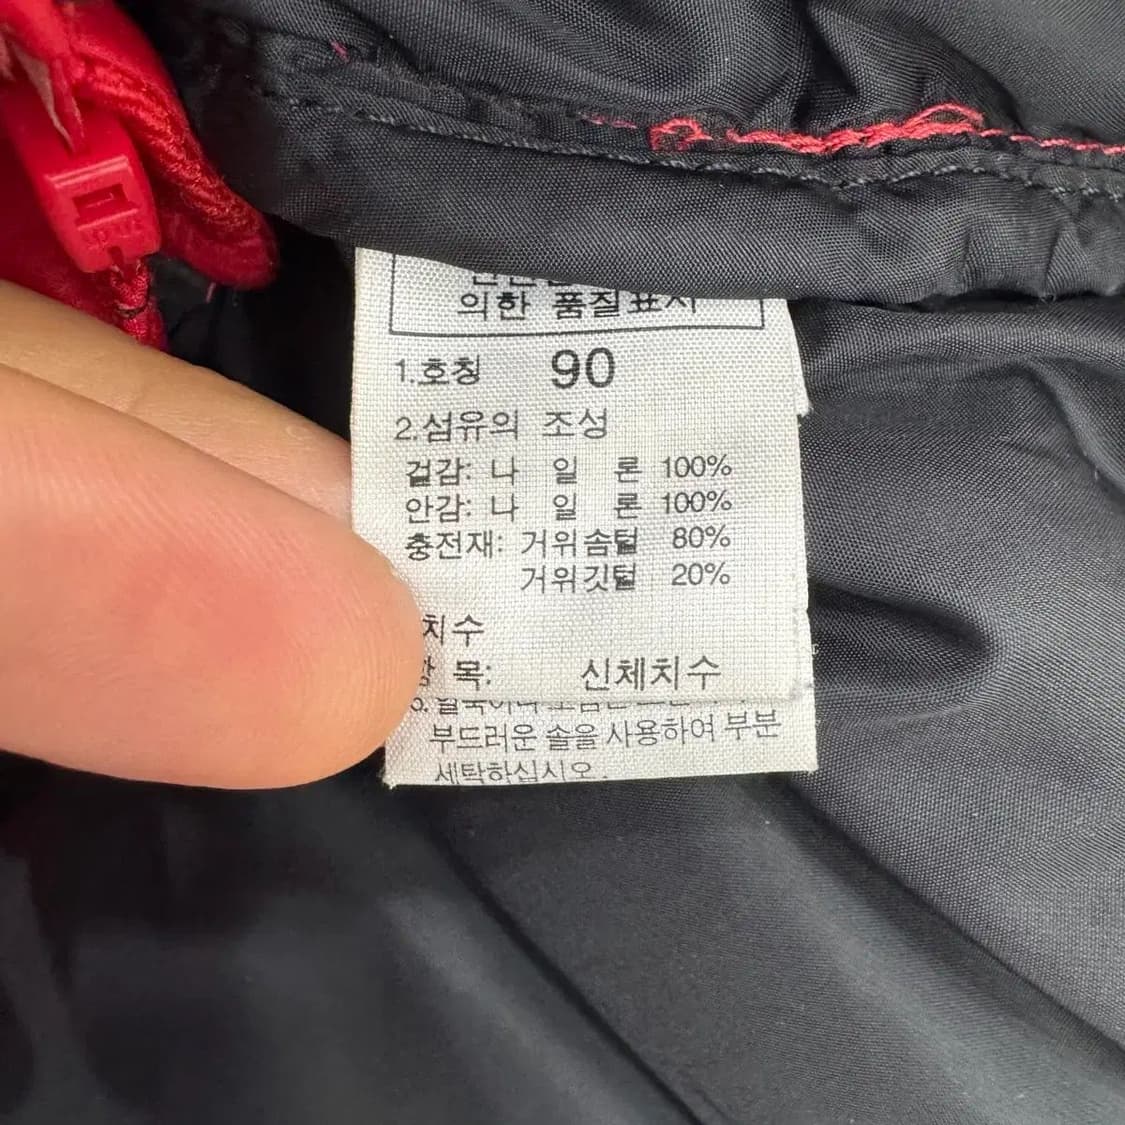 의한 품질표시
1.호칭 90
2.섬유의 조성
겉감: 나 일 론 100%
안감: 나 일 론 100%
충전재: 거위솜털 80%
거위깃털 20%
치수
목: 신체치수
부드러운 솔을 사용하여 부분
세탁하십시오.